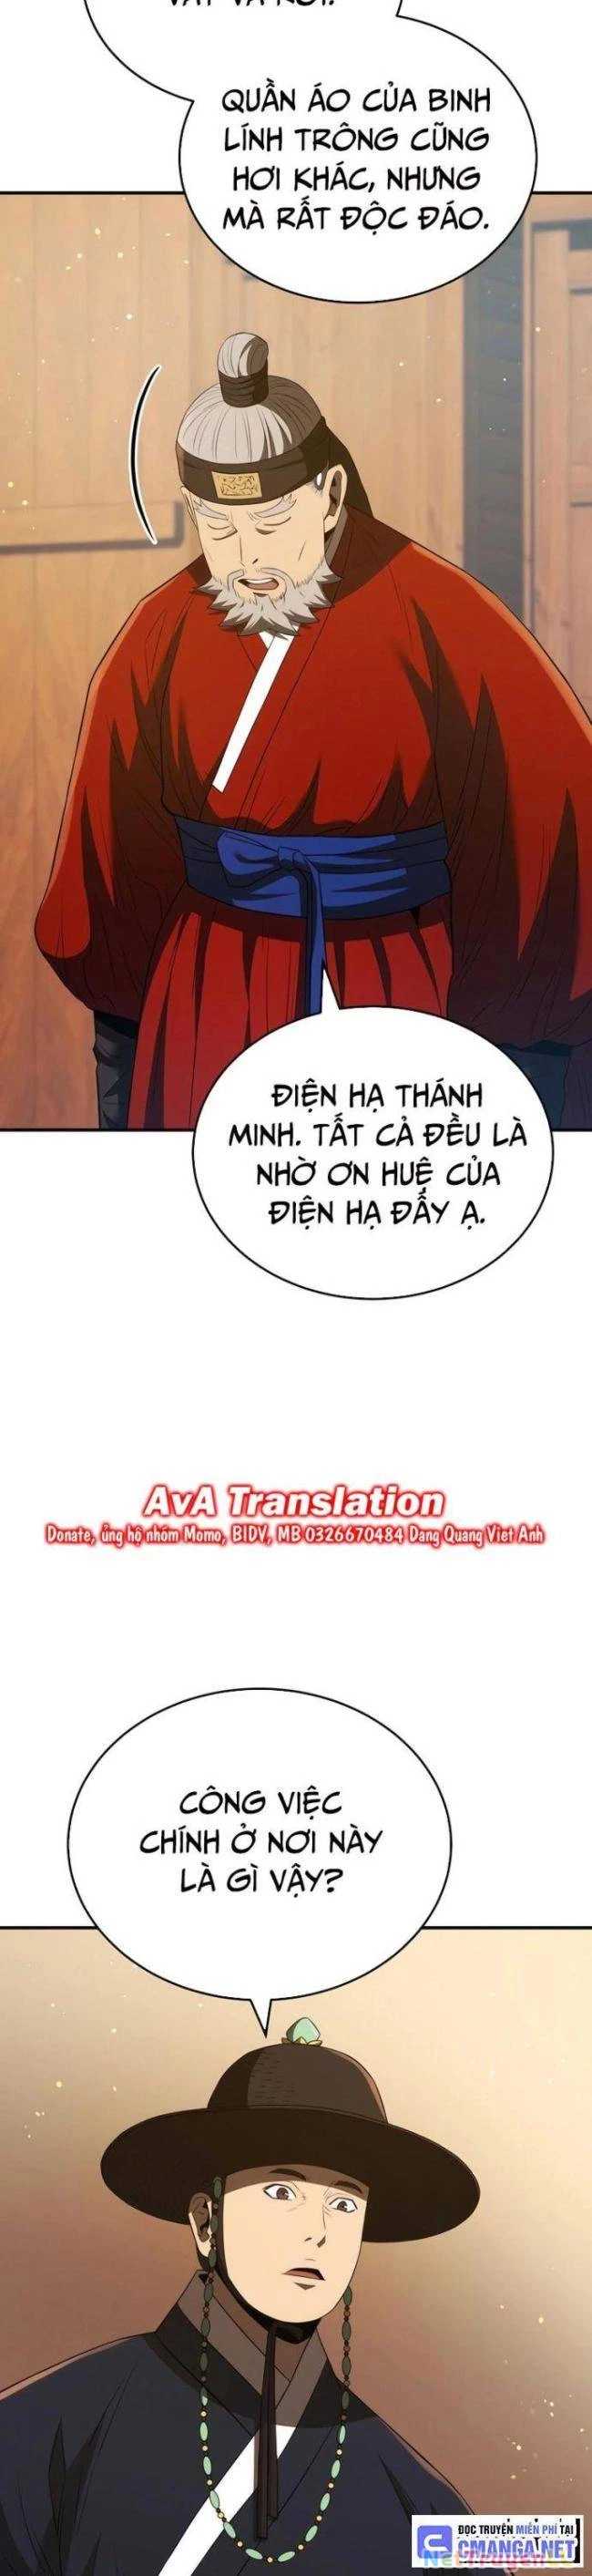 QUẦN ÁO CỦA BINH
LÍNH TRÔNG CŨNG
HƠI KHÁC, NHƯNG
MÀ RẤT ĐỘC ĐÁO.
ĐIỆN HẠ THÁNH
MINH. TẤT CẢ ĐỀU LÀ
NHỜ ƠN HUỆ CỦA
ĐIỆN HẠ ĐẤY Ạ.
AvA Translation
Donate, ủng hộ nhóm Momo, BIDV, MB 0326670484 Dang Quang Viet Anh
CÔNG VIỆC
CHÍNH Ở NƠI NÀY
LÀ GÌ VẬY?
ĐỌC TRUYỆN MIỄN PHÍ TẠI
CMANGA.NET